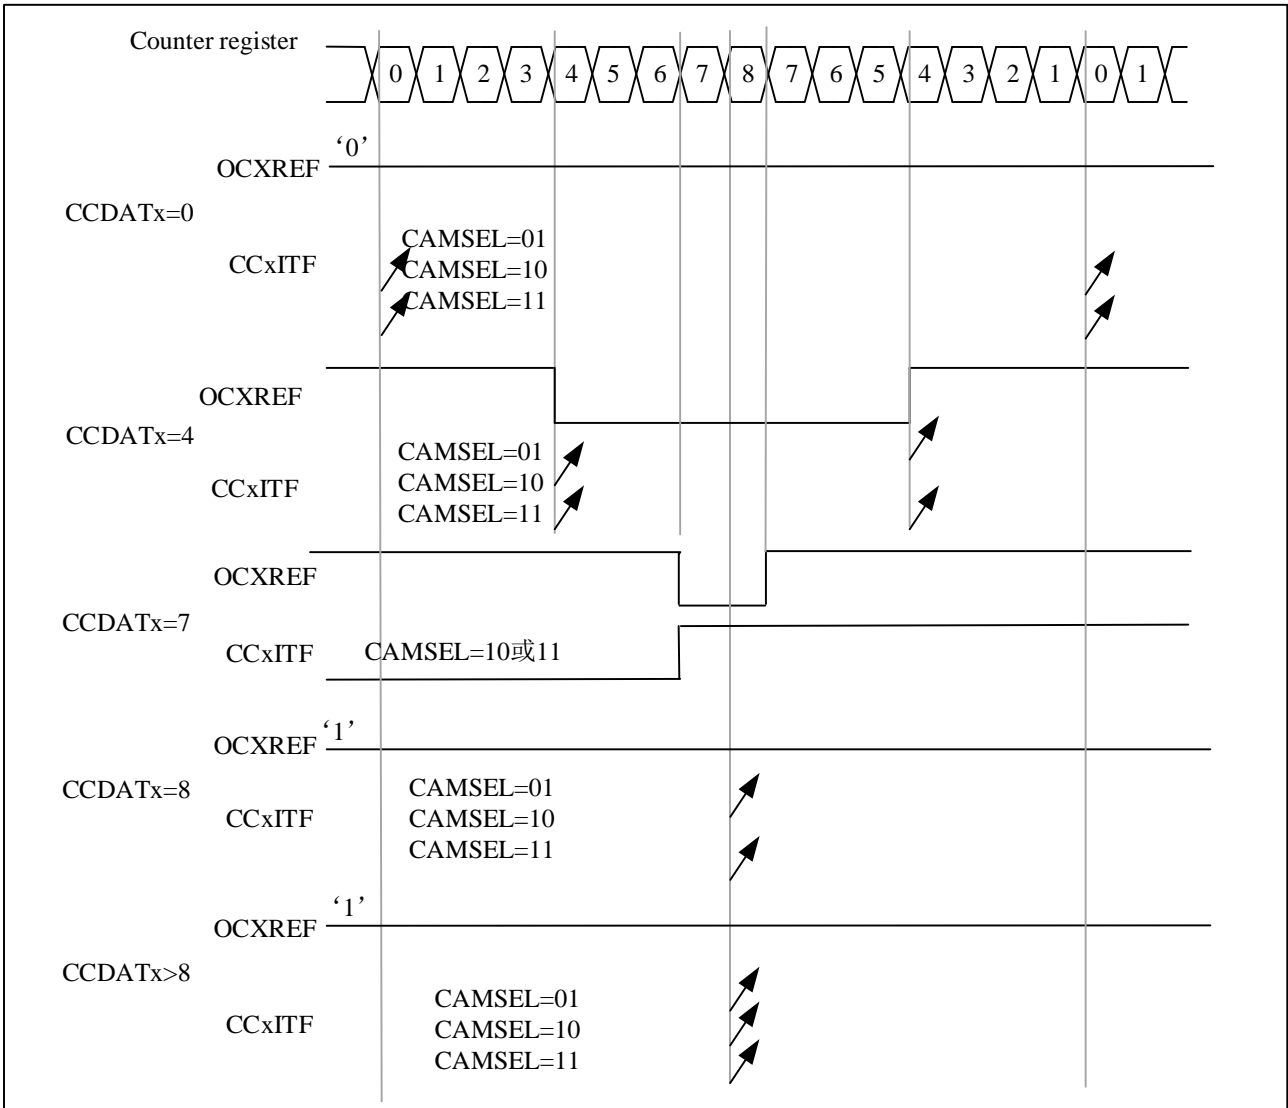 Counter register
0 1 2 3 4 5 6 7 8 7 6 5 4 3 2 1 0 1
‘0’
OCXREF
CCDATx=0
CAMSEL=01
CCxITF
CAMSEL=10
CAMSEL=11
OCXREF
CCDATx=4
CAMSEL=01
CAMSEL=10
CCxITF
CAMSEL=11
OCXREF
CCDATx=7
CCxITF
CAMSEL=10或11
‘1’
OCXREF
CCDATx=8
CAMSEL=01
CCxITF
CAMSEL=10
CAMSEL=11
‘1’
OCXREF
CCDATx>8
CAMSEL=01
CCxITF
CAMSEL=10
CAMSEL=11